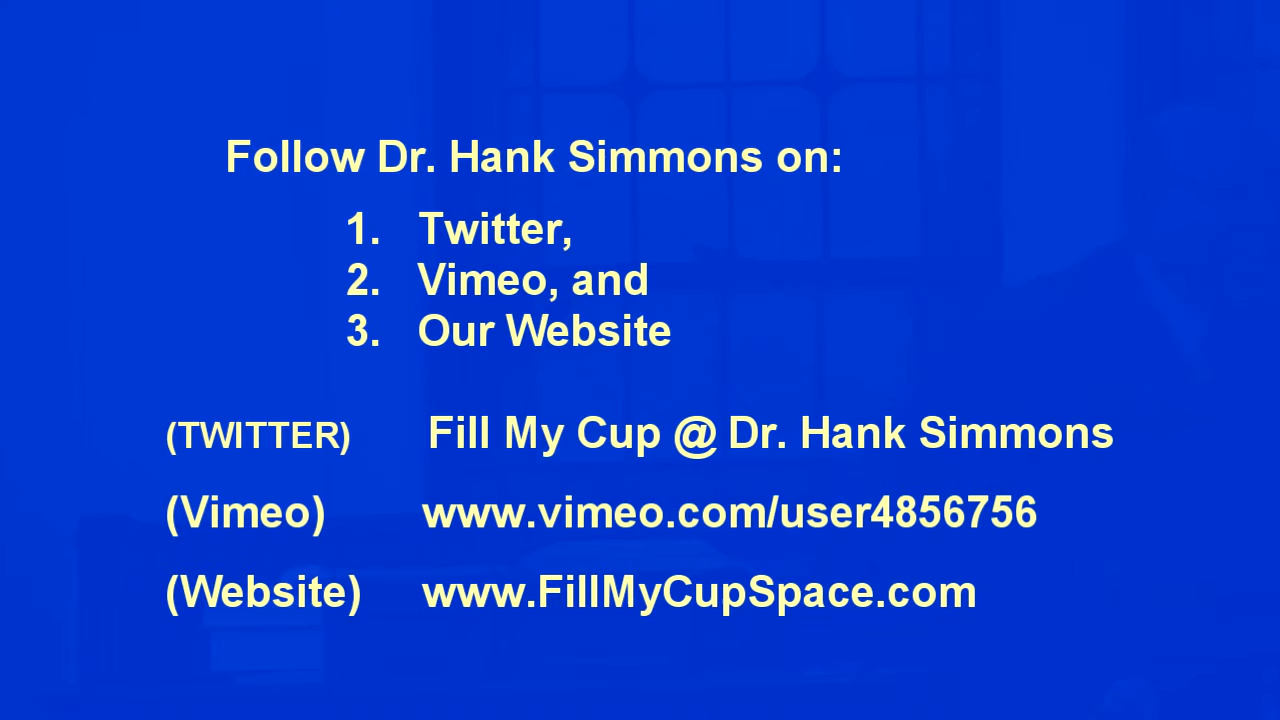 Follow Dr. Hank Simmons on:
1. Twitter,
2. Vimeo, and
3. Our Website
(TWITTER) Fill My Cup @ Dr. Hank Simmons
(Vimeo) www.vimeo.com/user4856756
(Website) www.FillMyCupSpace.com